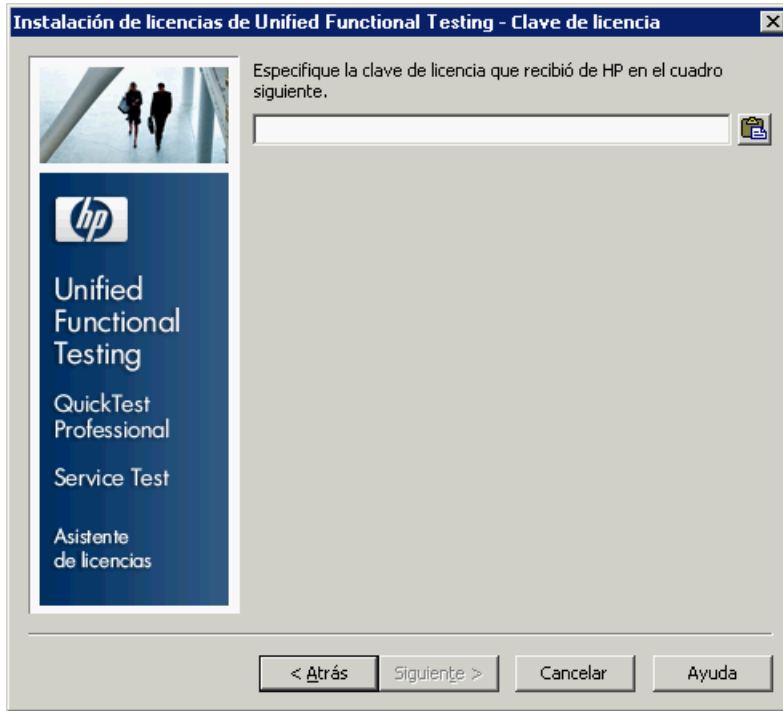 Instalación de licencias de Unified Functional Testing - Clave de licencia
Especifique la clave de licencia que recibió de HP en el cuadro
siguiente.
hp
Unified
Functional
Testing
QuickTest
Professional
Service Test
Asistente
de licencias
< Atrás
Siguiente >
Cancelar
Ayuda